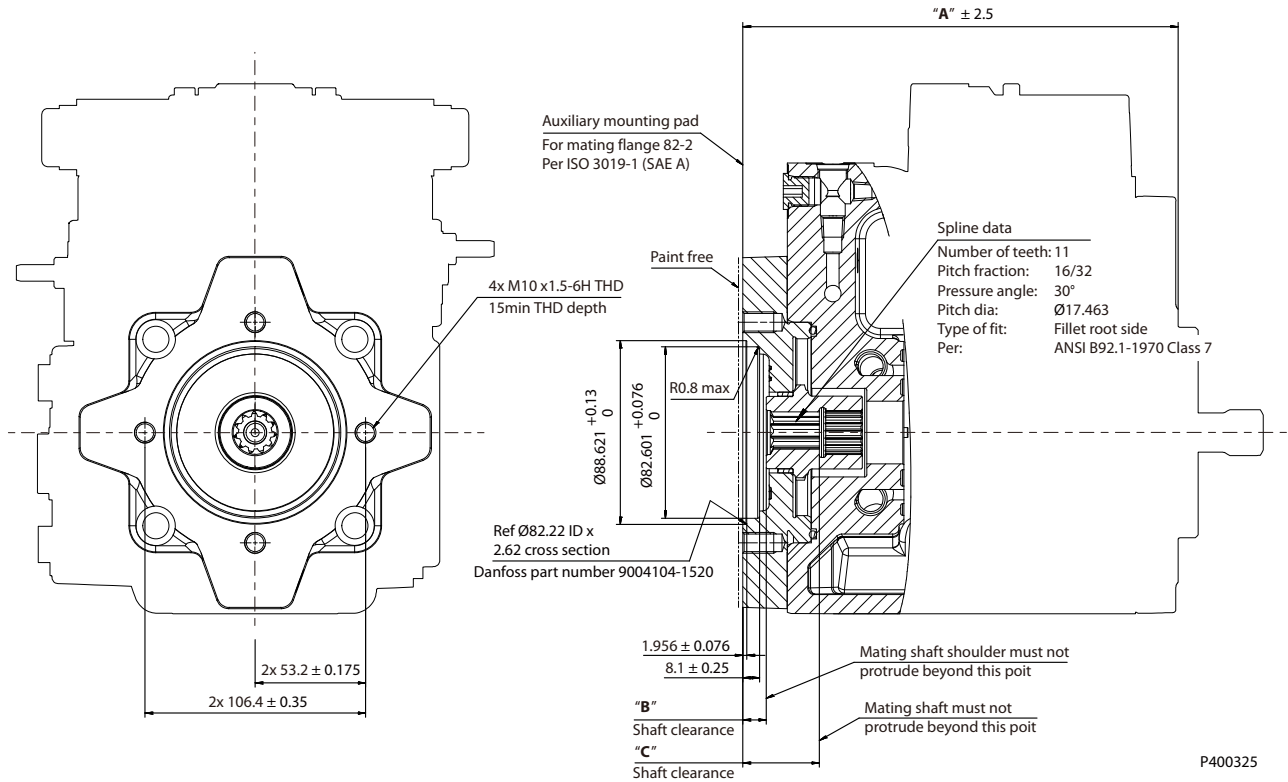 "A" ± 2.5
Auxiliary mounting pad
For mating flange 82-2
Per ISO 3019-1 (SAE A)
Spline data
Number of teeth: 11
Pitch fraction: 16/32
Pressure angle: 30°
Pitch dia: Ø17.463
Type of fit: Fillet root side
Per: ANSI B92.1-1970 Class 7
Paint free
4x M10 x1.5-6H THD
15min THD depth
R0.8 max
Ø88.621 +0.13 0
Ø82.601 +0.076 0
Ref Ø82.22 ID x
2.62 cross section
Danfoss part number 9004104-1520
1.956 ± 0.076
8.1 ± 0.25
2x 53.2 ± 0.175
2x 106.4 ± 0.35
Mating shaft shoulder must not
protrude beyond this poit
"B"
Shaft clearance
Mating shaft must not
protrude beyond this poit
"C"
Shaft clearance
P400325